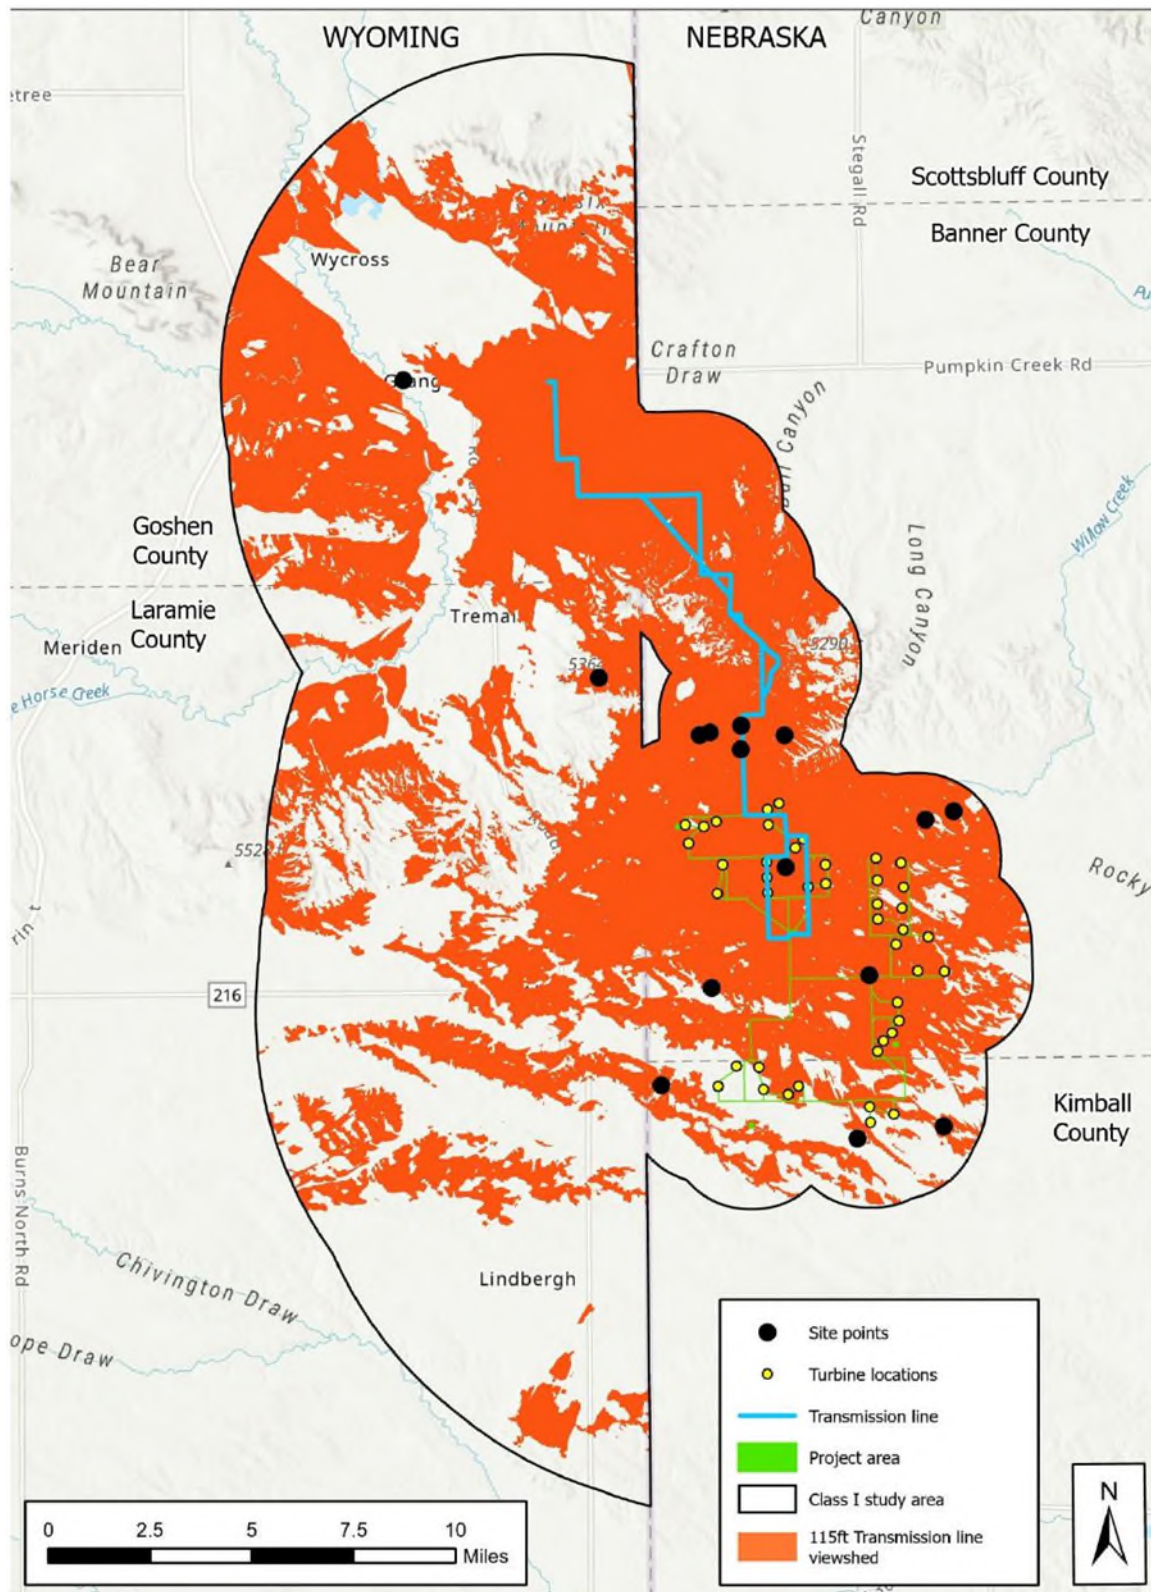 Canyon
WYOMING
NEBRASKA
etree
Stegall Rd
Scottsbluff County
Banner County
Bear
Mountain
Wycross
Crafton
Draw
Pumpkin Creek Rd
Canyon
Goshen
County
Long Canyon
Willow Creek
Laramie
County
Meriden
e Horse Creek
5290
5364
Rocky
216
Kimball
County
Burns North Rd
Chivington Draw
ope Draw
Lindbergh
Site points
Turbine locations
Transmission line
Project area
Class I study area
115ft Transmission line
viewshed
N
0 2.5 5 7.5 10
Miles